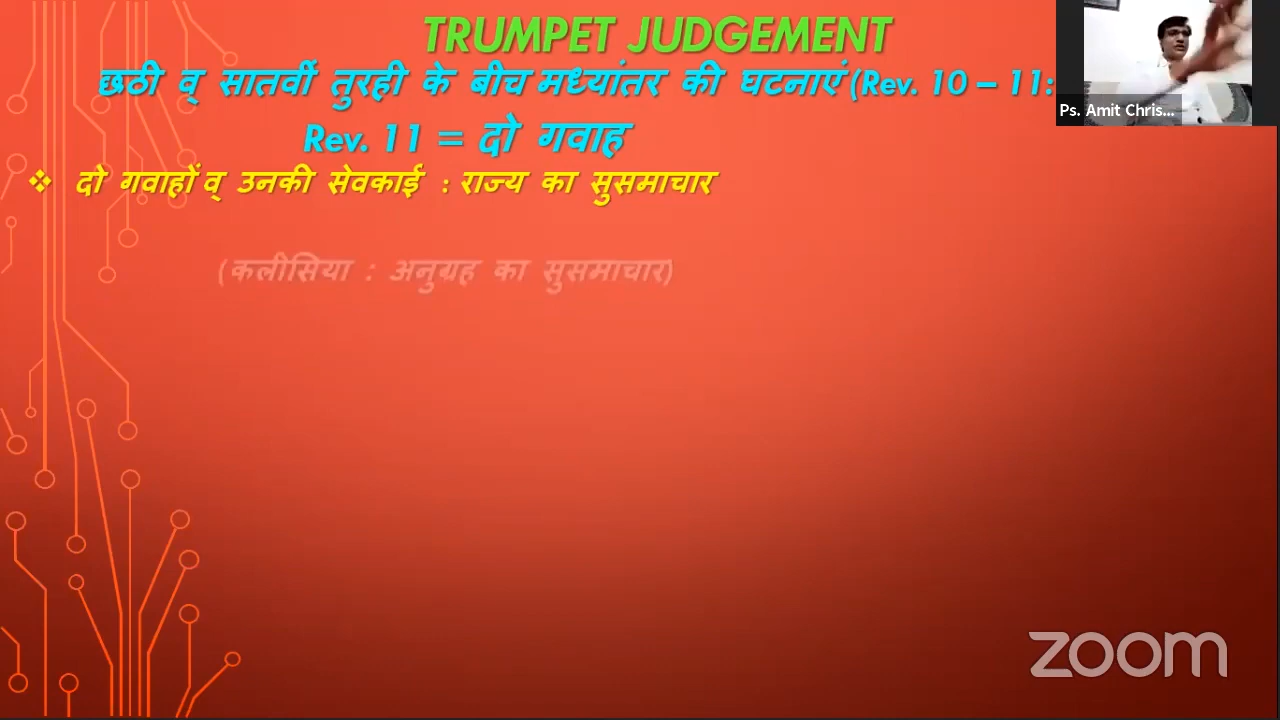 TRUMPET JUDGEMENT
छठी व् सातवीं तुरही के बीच मध्यांतर की घटनाएं (Rev. 10 – 11:
Rev. 11 = दो गवाह
❖ दो गवाहों व् उनकी सेवकाई : राज्य का सुसमाचार
(कलीसिया : अनुग्रह का सुसमाचार)
Ps. Amit Chris...
zoom